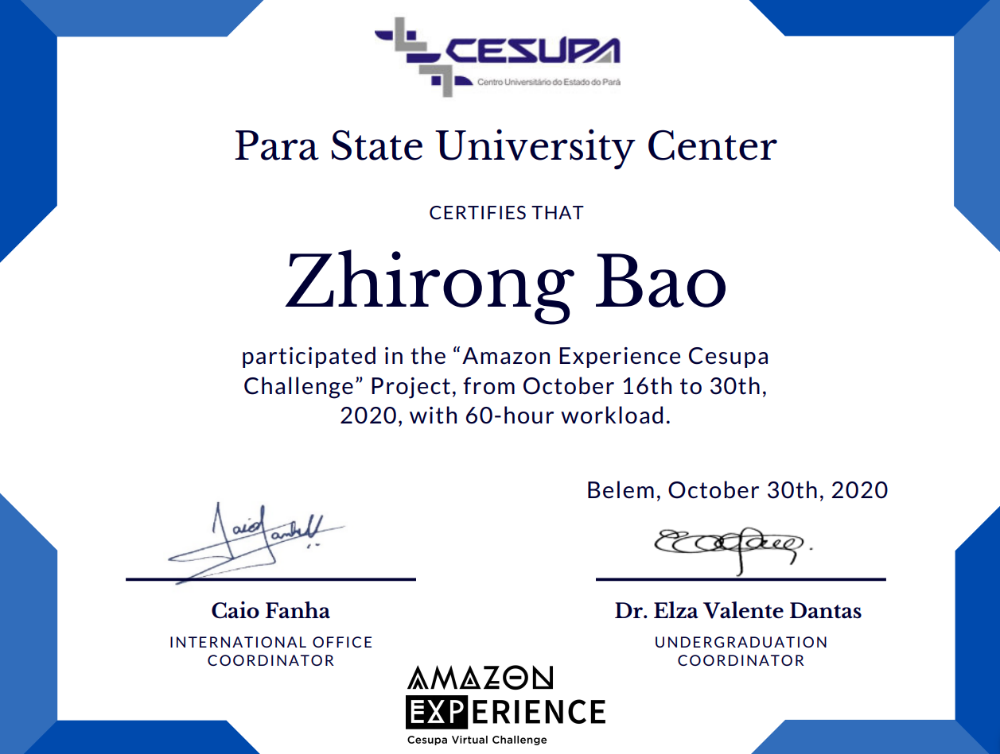 CESUPA
Centro Universitário do Estado do Pará
Para State University Center
CERTIFIES THAT
Zhirong Bao
participated in the “Amazon Experience Cesupa
Challenge” Project, from October 16th to 30th,
2020, with 60-hour workload.
Belem, October 30th, 2020
Caio Fanha
INTERNATIONAL OFFICE
COORDINATOR
Dr. Elza Valente Dantas
UNDERGRADUATION
COORDINATOR
AMAZON
EXPERIENCE
Cesupa Virtual Challenge